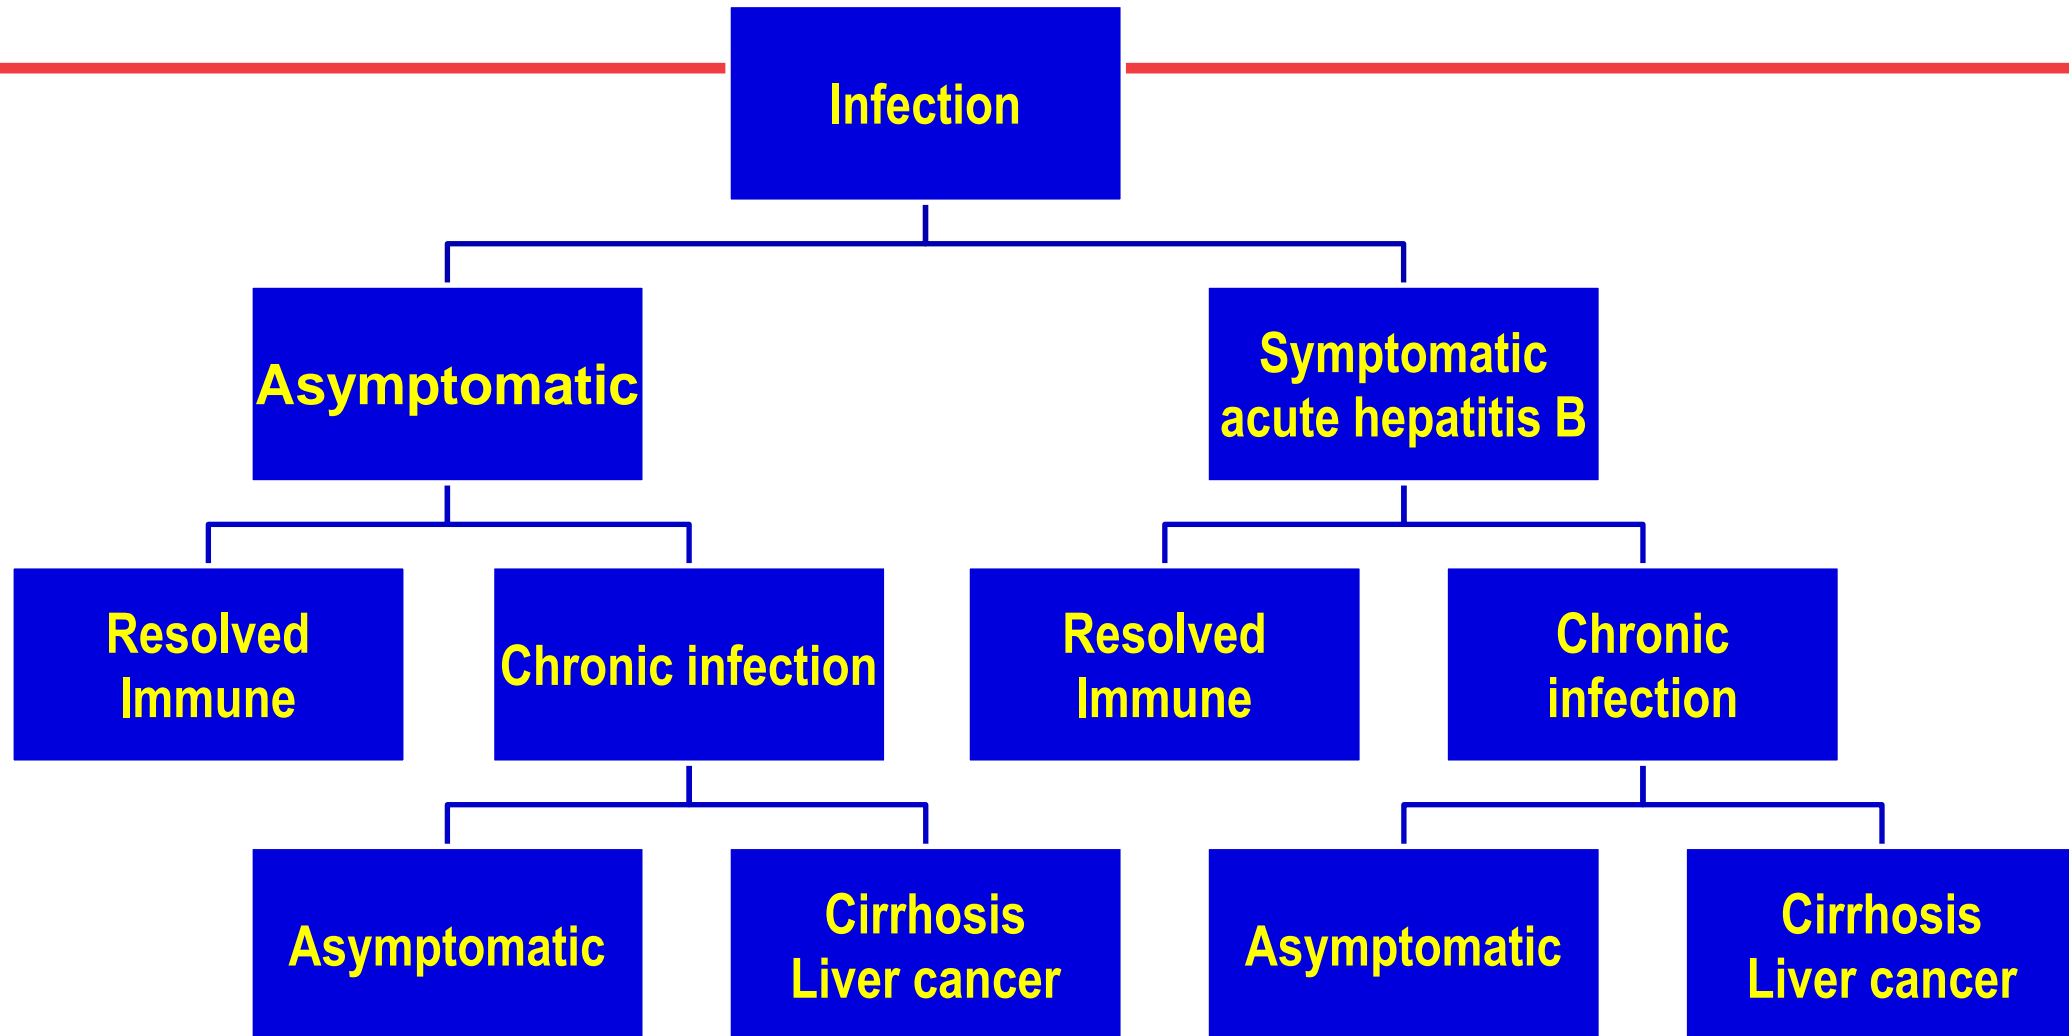 Infection
Asymptomatic
Symptomatic
acute hepatitis B
Resolved
Immune
Chronic infection
Resolved
Immune
Chronic
infection
Asymptomatic
Cirrhosis
Liver cancer
Asymptomatic
Cirrhosis
Liver cancer